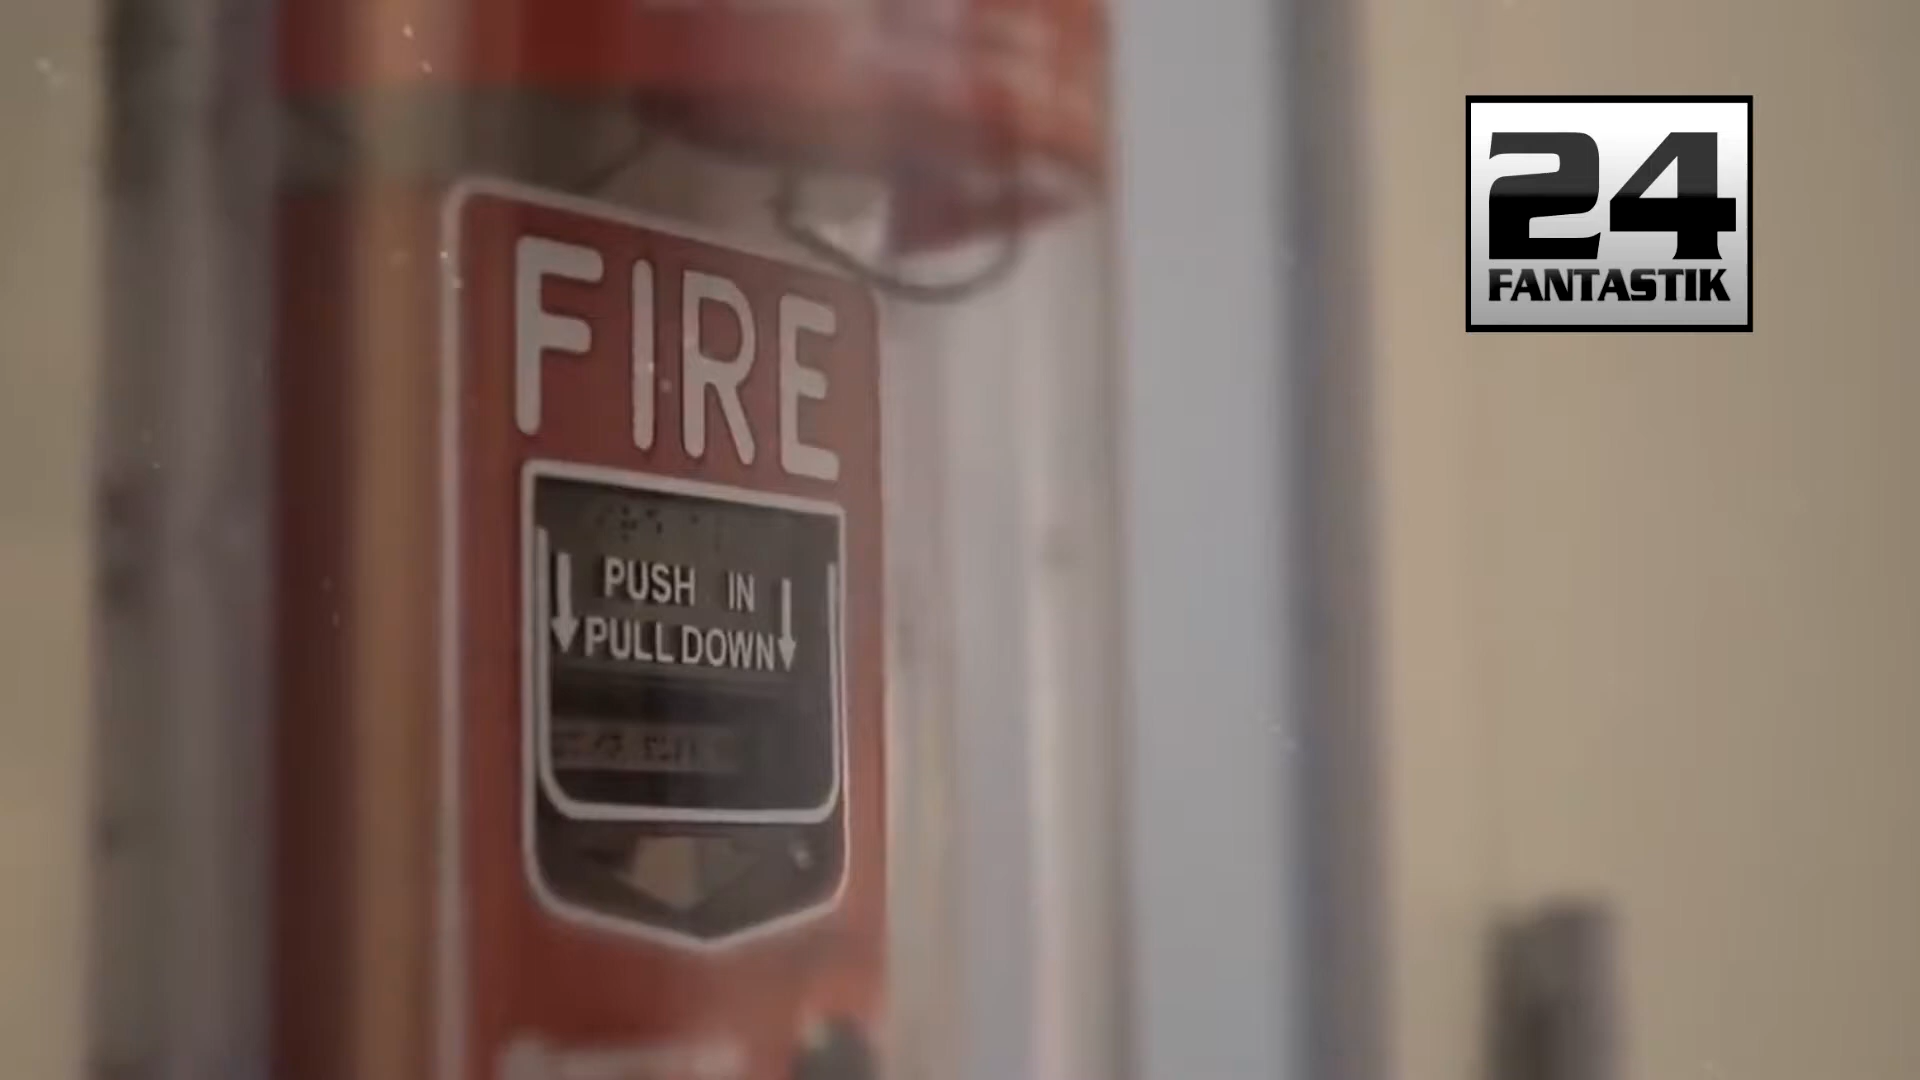 FIRE
PUSH IN
PULL DOWN
24
FANTASTIK